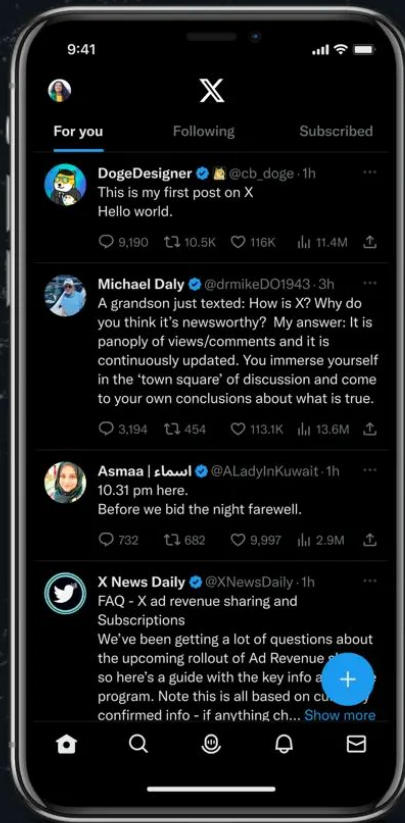 9:41
X
For you Following Subscribed
DogeDesigner @cb_doge · 1h
This is my first post on X
Hello world.
9,190 10.5K 116K 11.4M
Michael Daly @drmikeDO1943 · 3h
A grandson just texted: How is X? Why do
you think it's newsworthy? My answer: It is
panoply of views/comments and it is
continuously updated. You immerse yourself
in the 'town square' of discussion and come
to your own conclusions about what is true.
3,194 454 113.1K 13.6M
Asmaa | اسماء @ALadyInKuwait · 1h
10.31 pm here.
Before we bid the night farewell.
732 682 9,997 2.9M
X News Daily @XNewsDaily · 1h
FAQ - X ad revenue sharing and
Subscriptions
We've been getting a lot of questions about
the upcoming rollout of Ad Revenue
so here's a guide with the key info
program. Note this is all based on
confirmed info - if anything ch... Show more